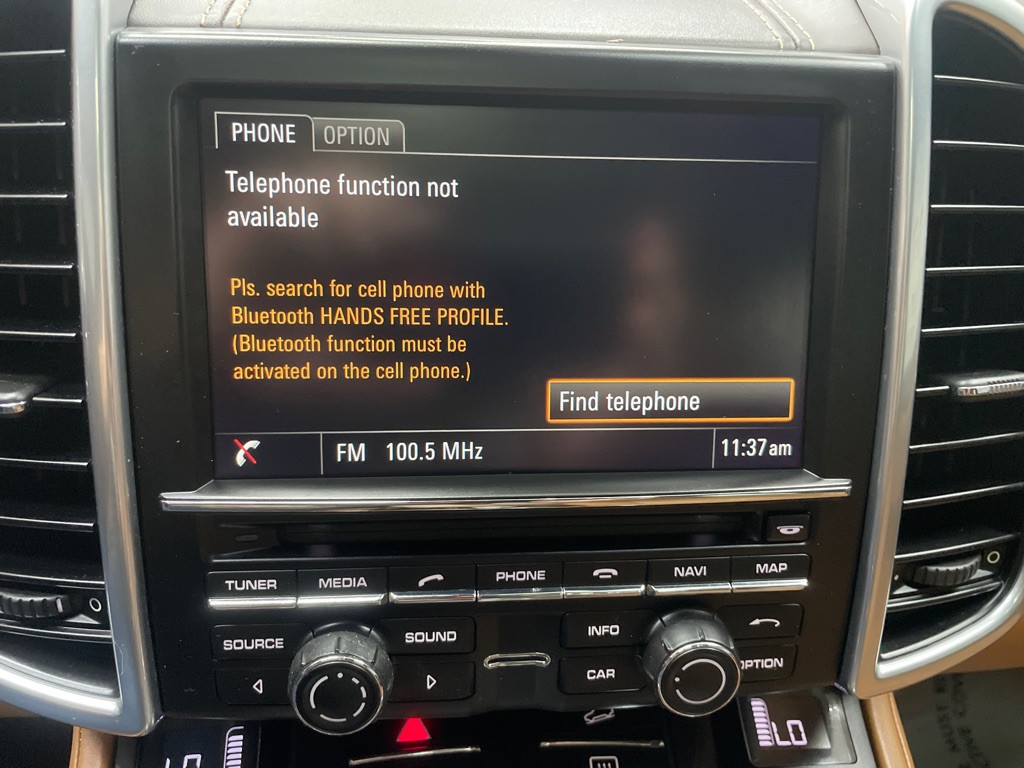 PHONE OPTION
Telephone function not
available
Pls. search for cell phone with
Bluetooth HANDS FREE PROFILE.
(Bluetooth function must be
activated on the cell phone.)
Find telephone
FM 100.5 MHz 11:37 am
TUNER MEDIA PHONE NAVI MAP
SOURCE SOUND INFO
CAR OPTION
LO LO